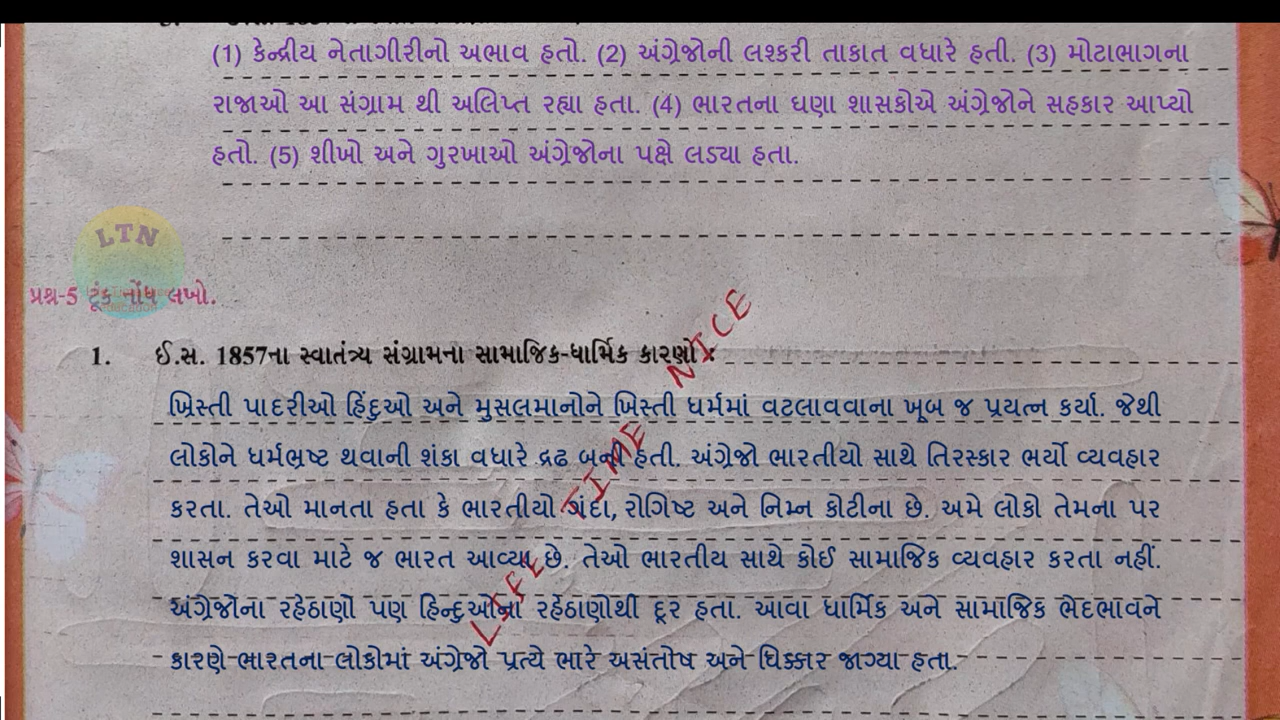 (1) કેન્દ્રીય નેતાગીરીનો અભાવ હતો. (2) અંગ્રેજોની લશ્કરી તાકાત વધારે હતી. (3) મોટાભાગના
રાજાઓ આ સંગ્રામ થી અલિપ્ત રહ્યા હતા. (4) ભારતના ઘણા શાસકોએ અંગ્રેજોને સહકાર આપ્યો
હતો. (5) શીખો અને ગુરખાઓ અંગ્રેજોના પક્ષે લડ્યા હતા.
LTN
પ્રશ્ન-5 ટૂંક નોંધ લખો.
1. ઈ.સ. 1857ના સ્વાતંત્ર્ય સંગ્રામના સામાજિક-ધાર્મિક કારણો :
ખ્રિસ્તી પાદરીઓ હિંદુઓ અને મુસલમાનોને ખ્રિસ્તી ધર્મમાં વટલાવવાના ખૂબ જ પ્રયત્ન કર્યા. જેથી
લોકોને ધર્મભ્રષ્ટ થવાની શંકા વધારે દ્રઢ બની હતી. અંગ્રેજો ભારતીયો સાથે તિરસ્કાર ભર્યો વ્યવહાર
કરતા. તેઓ માનતા હતા કે ભારતીયો ગંદા, રોગિષ્ટ અને નિમ્ન કોટીના છે. અમે લોકો તેમના પર
શાસન કરવા માટે જ ભારત આવ્યા છે. તેઓ ભારતીય સાથે કોઈ સામાજિક વ્યવહાર કરતા નહીં.
અંગ્રેજોના રહેઠાણો પણ હિન્દુઓના રહેઠાણોથી દૂર હતા. આવા ધાર્મિક અને સામાજિક ભેદભાવને
કારણે ભારતના લોકોમાં અંગ્રેજો પ્રત્યે ભારે અસંતોષ અને ધિક્કાર જાગ્યા હતા.
LIFE TIME NICE